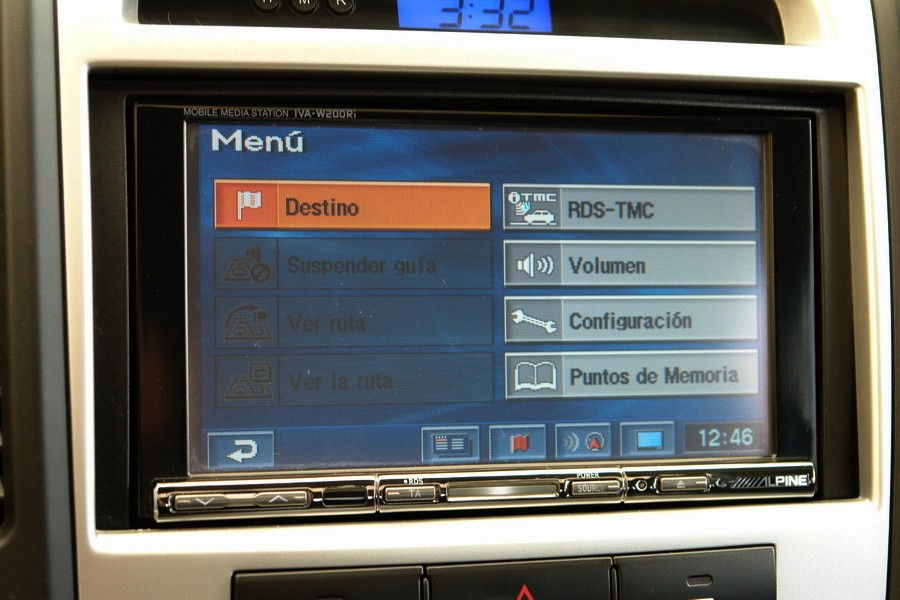 H M R
3:32
MOBILE MEDIA STATION IVA-W200Ri
Menú
Destino
Suspender guía
Ver ruta
Ver la ruta
TMC
RDS-TMC
Volumen
Configuración
Puntos de Memoria
12:46
RDS
TA
POWER
SOURCE
ALPINE